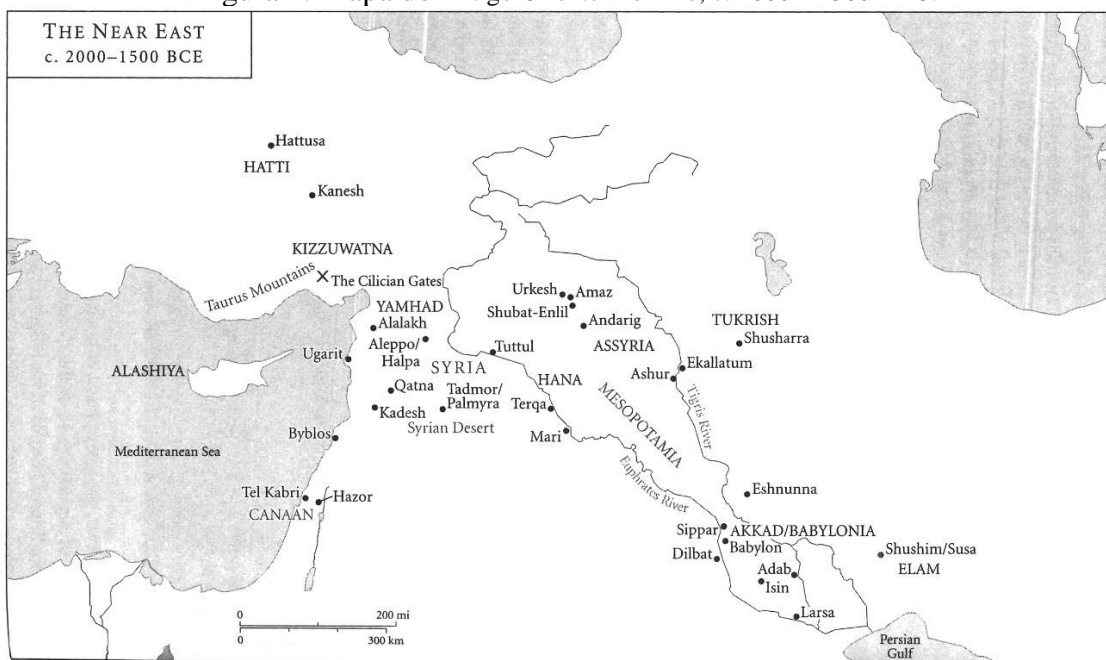 THE NEAR EAST
c. 2000–1500 BCE
Hattusa
HATTI
Kanesh
KIZZUWATNA
Taurus Mountains
The Cilician Gates
YAMHAD
Alalakh
Aleppo/
Halpa
Ugarit
SYRIA
ALASHIYA
Qatna
Tadmor/
Palmyra
Kadesh
Syrian Desert
Byblos
Mediterranean Sea
Tel Kabri
Hazor
CANAAN
Urkesh
Amaz
Shubat-Enlil
Andarig
TUKRISH
Shusharra
Tuttul
ASSYRIA
Ekallatum
Ashur
HANA
Terqa
MESOPOTAMIA
Tigris River
Mari
Euphrates River
Eshnunna
Sippar
AKKAD/BABYLONIA
Babylon
Dilbat
Shushim/Susa
ELAM
Adab
Isin
Larsa
Persian
Gulf
0 200 mi
0 300 km